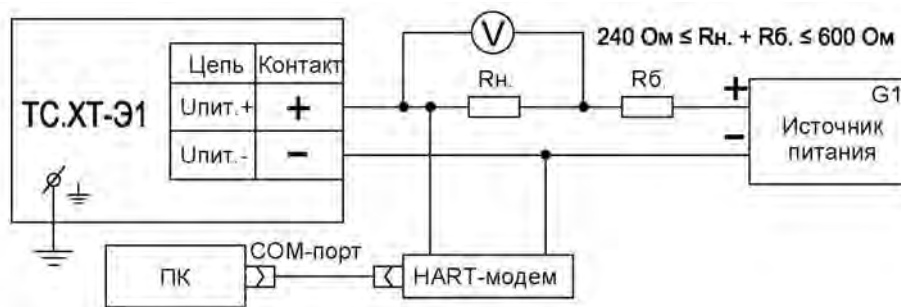 V
240 Ом ≤ Rн. + Rб. ≤ 600 Ом
Цепь Контакт
Rн.
Rб.
+
G1
ТС.ХТ-Э1
Uпит.+ +
Источник
питания
−
Uпит.- −
COM-порт
ПК
HART-модем